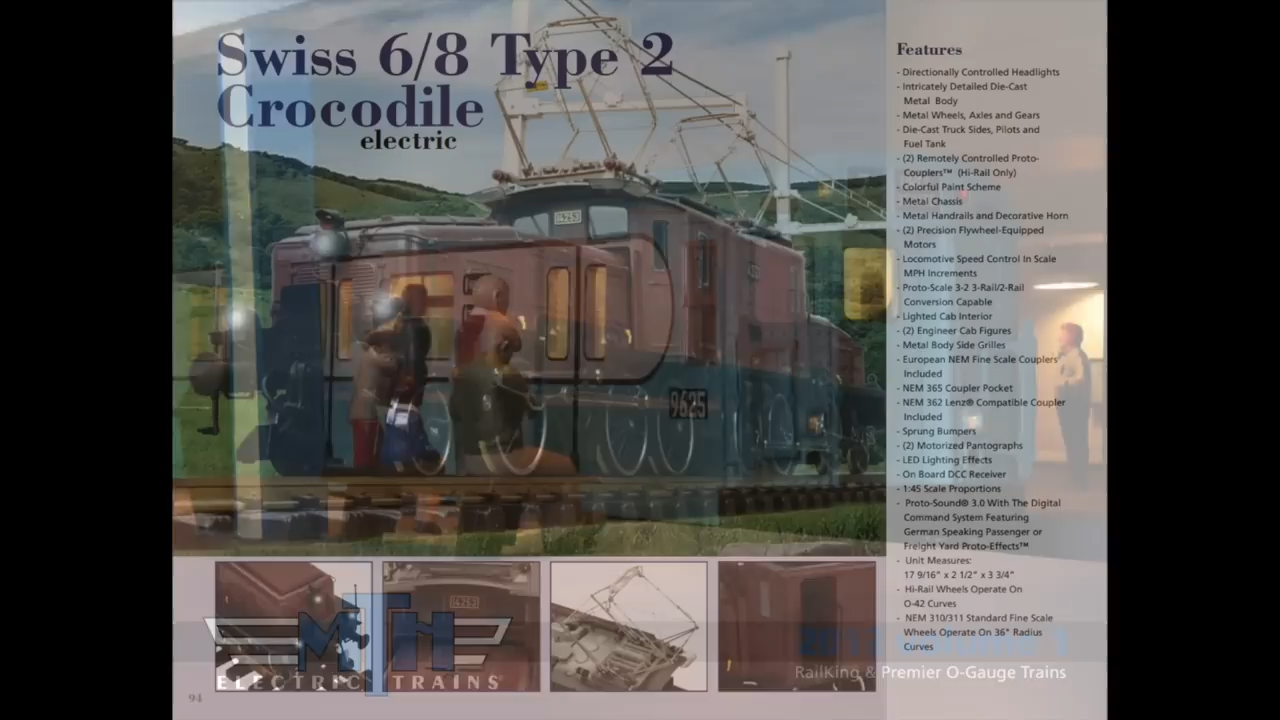 Swiss 6/8 Type 2
Crocodile
electric
14253
9625
Features
- Directionally Controlled Headlights
- Intricately Detailed Die-Cast
Metal Body
- Metal Wheels, Axles and Gears
- Die-Cast Truck Sides, Pilots and
Fuel Tank
- (2) Remotely Controlled Proto-
Couplers™ (Hi-Rail Only)
- Colorful Paint Scheme
- Metal Chassis
- Metal Handrails and Decorative Horn
- (2) Precision Flywheel-Equipped
Motors
- Locomotive Speed Control In Scale
MPH Increments
- Proto-Scale 3-2 3-Rail/2-Rail
Conversion Capable
- Lighted Cab Interior
- (2) Engineer Cab Figures
- Metal Body Side Grilles
- European NEM Fine Scale Couplers
Included
- NEM 365 Coupler Pocket
- NEM 362 Lenz® Compatible Coupler
Included
- Sprung Bumpers
- (2) Motorized Pantographs
- LED Lighting Effects
- On Board DCC Receiver
- 1:45 Scale Proportions
- Proto-Sound® 3.0 With The Digital
Command System Featuring
German Speaking Passenger or
Freight Yard Proto-Effects™
- Unit Measures:
17 9/16" x 2 1/2" x 3 3/4"
- Hi-Rail Wheels Operate On
O-42 Curves
- NEM 310/311 Standard Fine Scale
Wheels Operate On 36" Radius
Curves
14253
MTH
ELECTRIC TRAINS
RailKing & Premier O-Gauge Trains
94